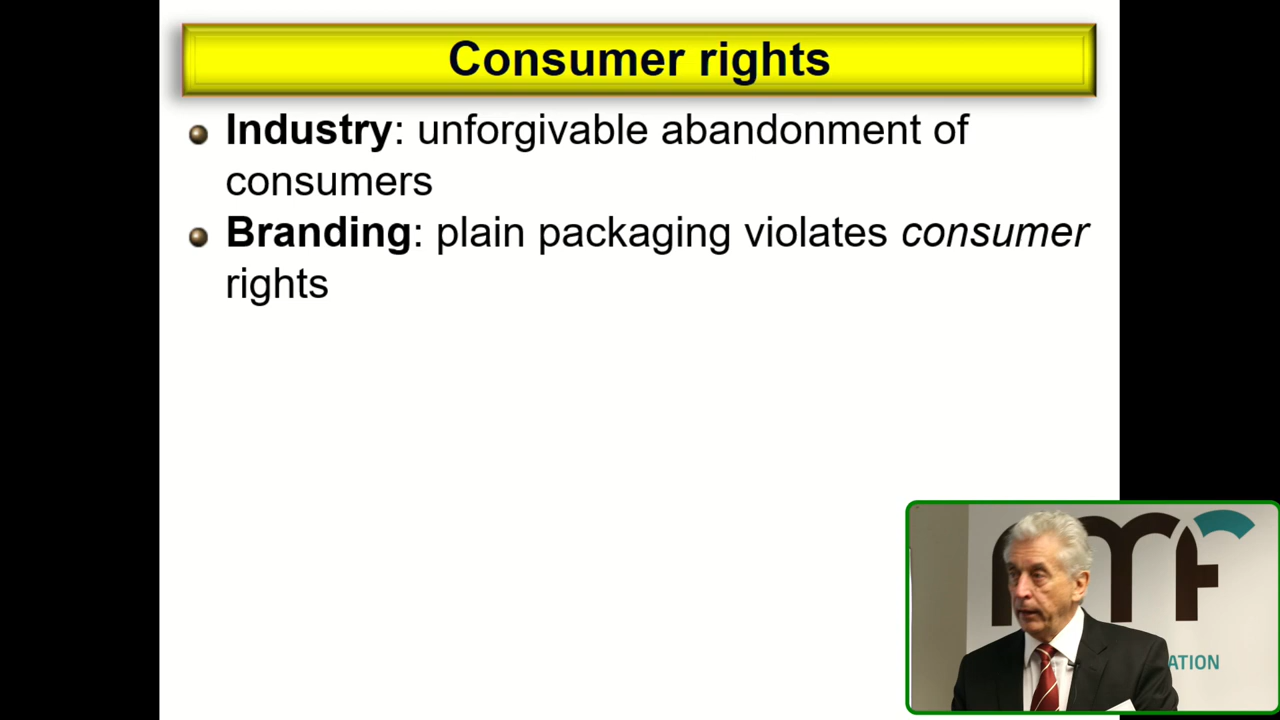 Consumer rights
Industry: unforgivable abandonment of
consumers
Branding: plain packaging violates consumer
rights
ATION